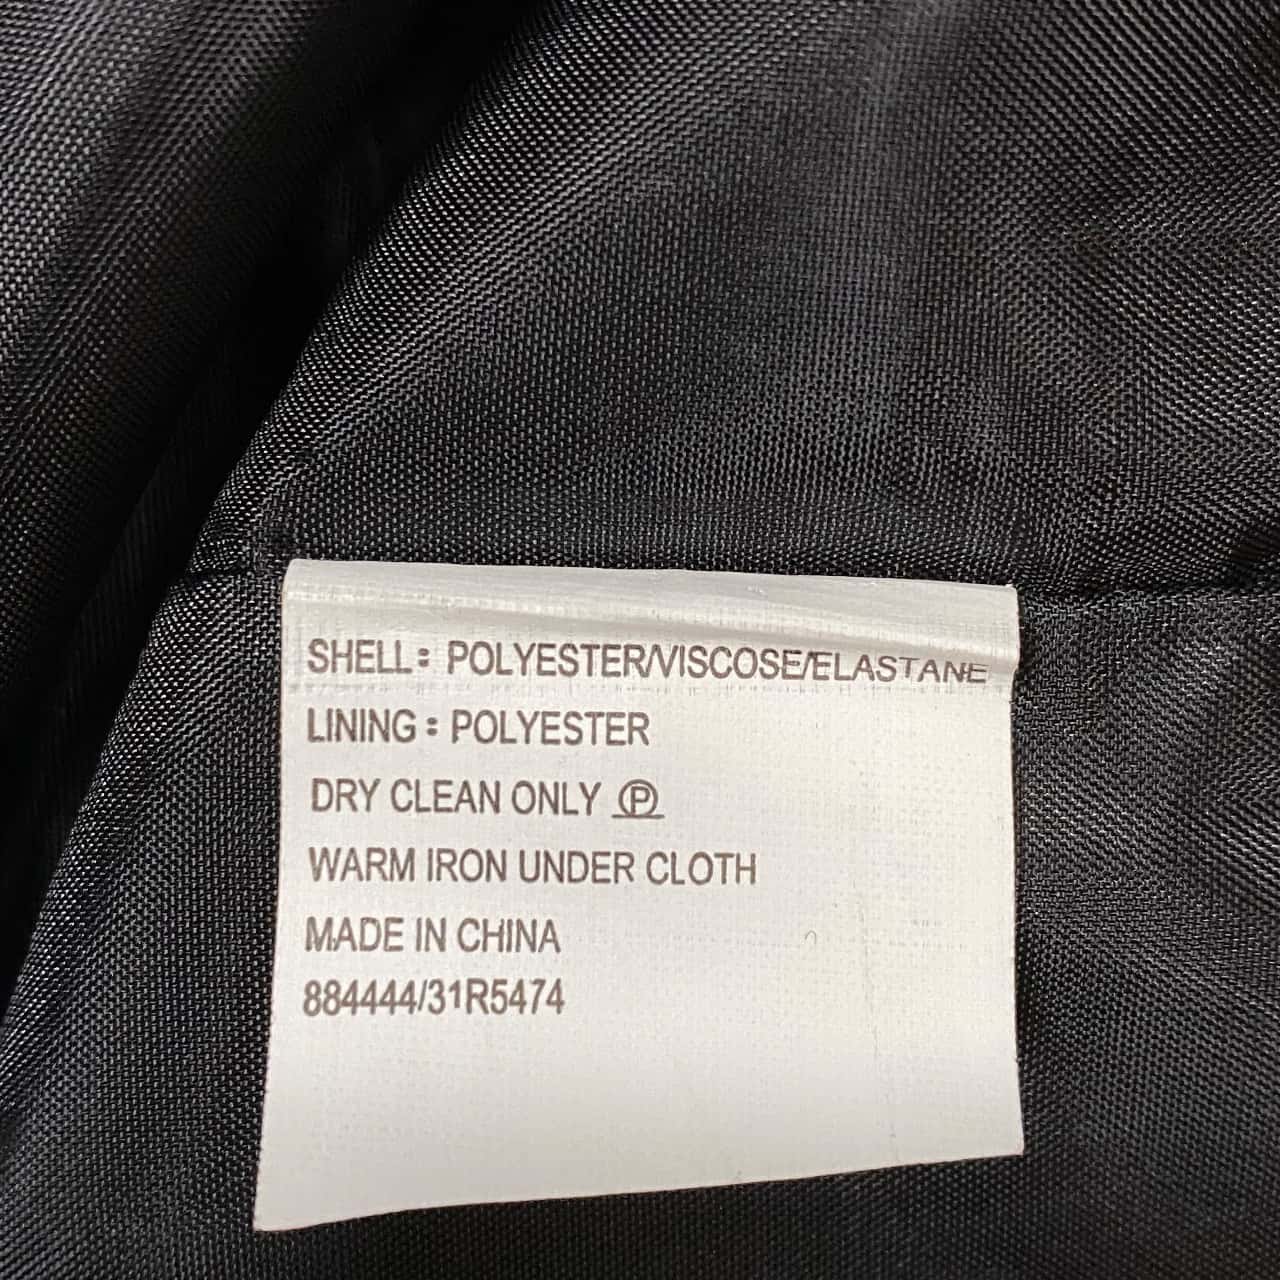 SHELL: POLYESTER/VISCOSE/ELASTANE
LINING: POLYESTER
DRY CLEAN ONLY Ⓟ
WARM IRON UNDER CLOTH
MADE IN CHINA
884444/31R5474